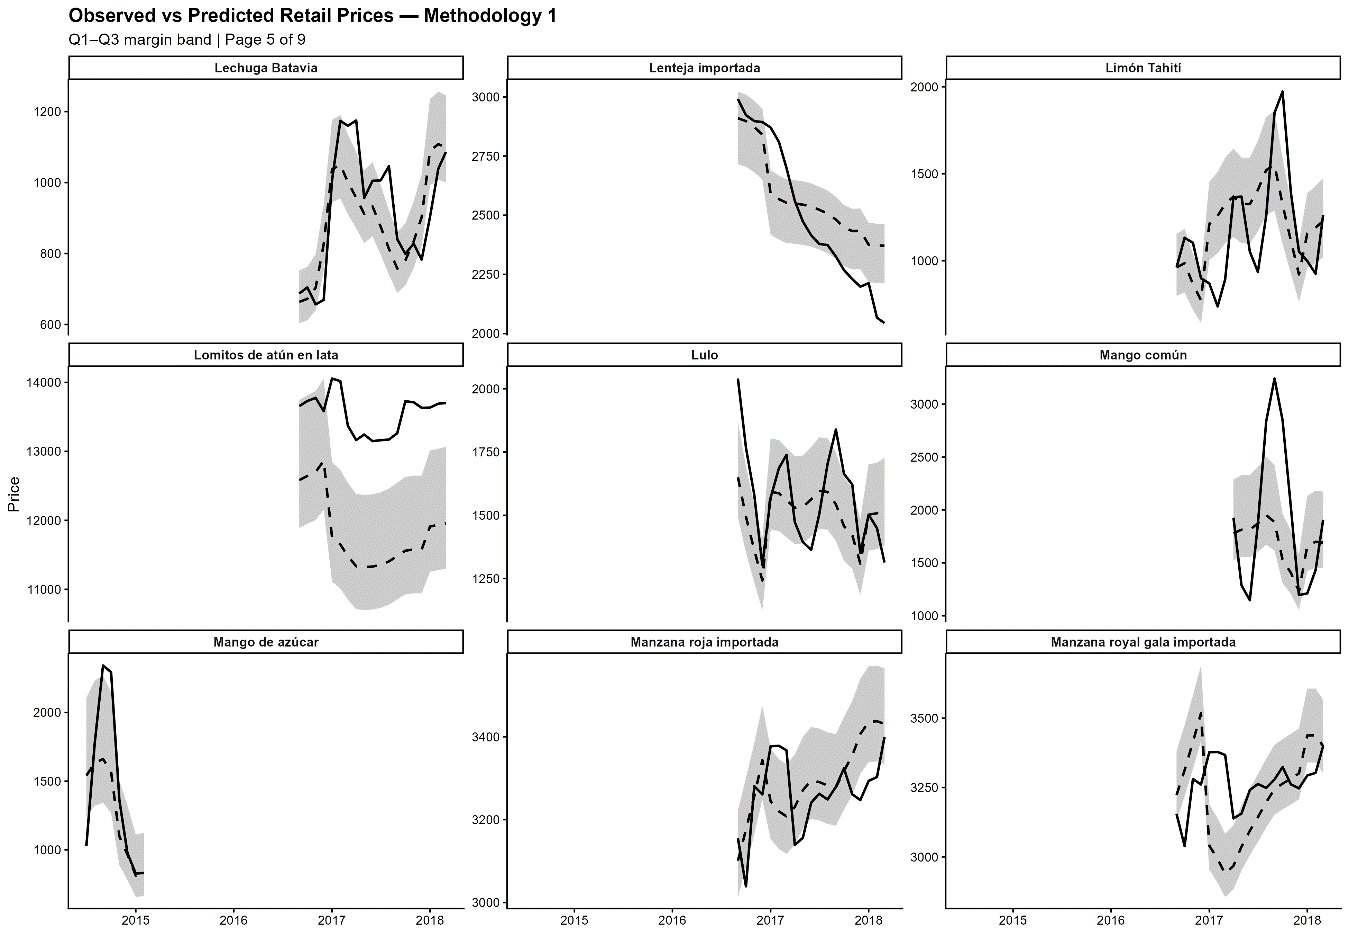 Observed vs Predicted Retail Prices — Methodology 1
Q1–Q3 margin band | Page 5 of 9
Lechuga Batavia
Lenteja importada
Limón Tahití
1200
1000
800
600
3000
2750
2500
2250
2000
2000
1500
1000
Lomitos de atún en lata
Lulo
Mango común
Price
14000
13000
12000
11000
2000
1750
1500
1250
3000
2500
2000
1500
1000
Mango de azúcar
Manzana roja importada
Manzana royal gala importada
2000
1500
1000
3400
3200
3000
3500
3250
3000
2015 2016 2017 2018
2015 2016 2017 2018
2015 2016 2017 2018